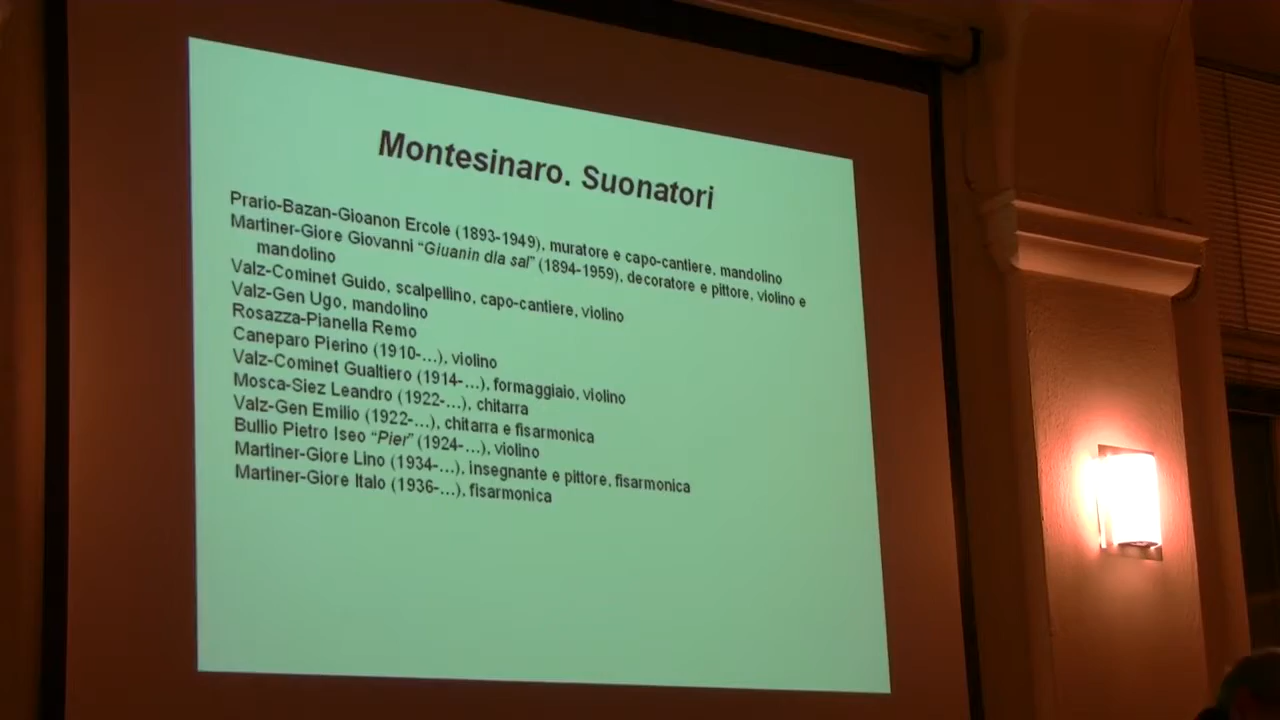 Montesinaro. Suonatori
Prario-Bazan-Gioanon Ercole (1893-1949), muratore e capo-cantiere, mandolino
Martiner-Giore Giovanni “Giuanin dla sal” (1894-1959), decoratore e pittore, violino e
mandolino
Valz-Cominet Guido, scalpellino, capo-cantiere, violino
Valz-Gen Ugo, mandolino
Rosazza-Pianella Remo
Caneparo Pierino (1910-…), violino
Valz-Cominet Gualtiero (1914-…), formaggiaio, violino
Mosca-Siez Leandro (1922-…), chitarra
Valz-Gen Emilio (1922-…), chitarra e fisarmonica
Bullio Pietro Iseo “Pier” (1924-…), violino
Martiner-Giore Lino (1934-…), insegnante e pittore, fisarmonica
Martiner-Giore Italo (1936-…), fisarmonica